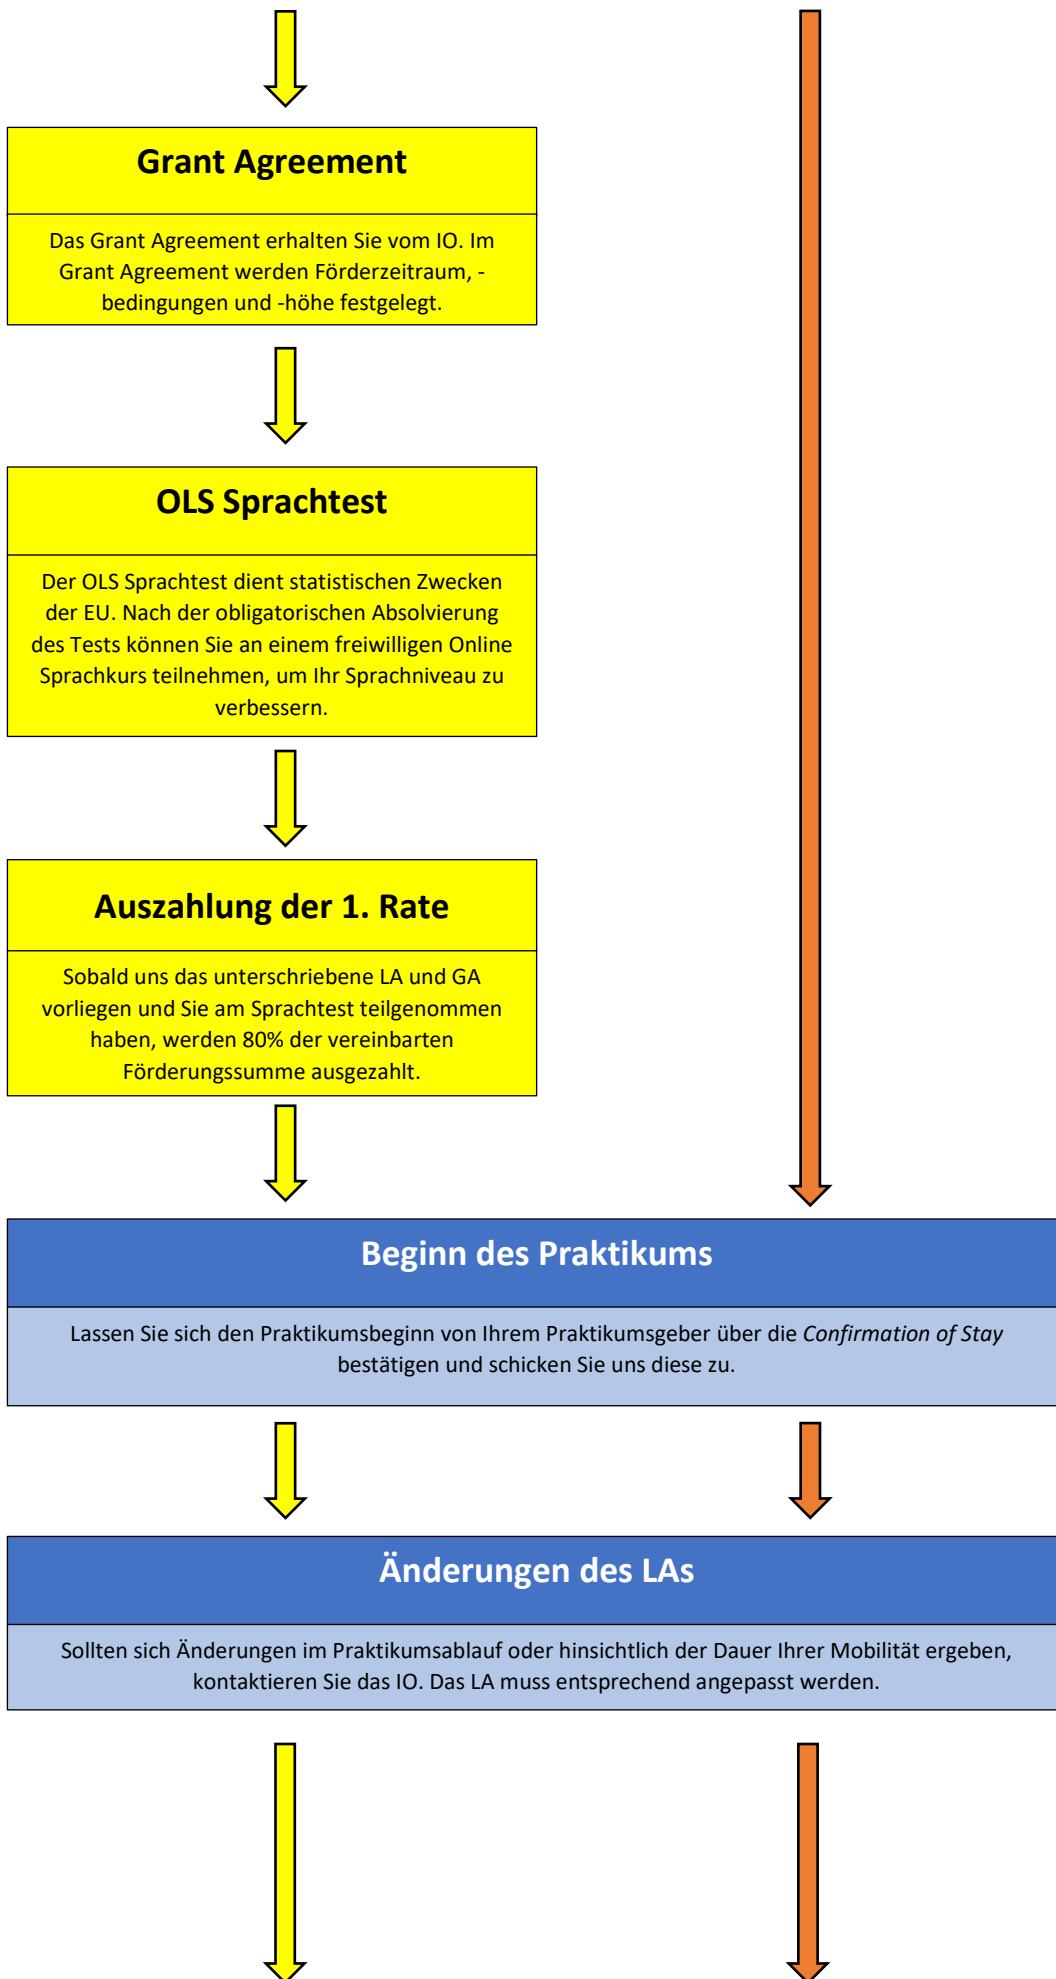 Grant Agreement
Das Grant Agreement erhalten Sie vom IO. Im
Grant Agreement werden Förderzeitraum, -
bedingungen und -höhe festgelegt.
OLS Sprachtest
Der OLS Sprachtest dient statistischen Zwecken
der EU. Nach der obligatorischen Absolvierung
des Tests können Sie an einem freiwilligen Online
Sprachkurs teilnehmen, um Ihr Sprachniveau zu
verbessern.
Auszahlung der 1. Rate
Sobald uns das unterschriebene LA und GA
vorliegen und Sie am Sprachtest teilgenommen
haben, werden 80% der vereinbarten
Förderungssumme ausgezahlt.
Beginn des Praktikums
Lassen Sie sich den Praktikumsbeginn von Ihrem Praktikumsgeber über die Confirmation of Stay
bestätigen und schicken Sie uns diese zu.
Änderungen des LAs
Sollten sich Änderungen im Praktikumsablauf oder hinsichtlich der Dauer Ihrer Mobilität ergeben,
kontaktieren Sie das IO. Das LA muss entsprechend angepasst werden.